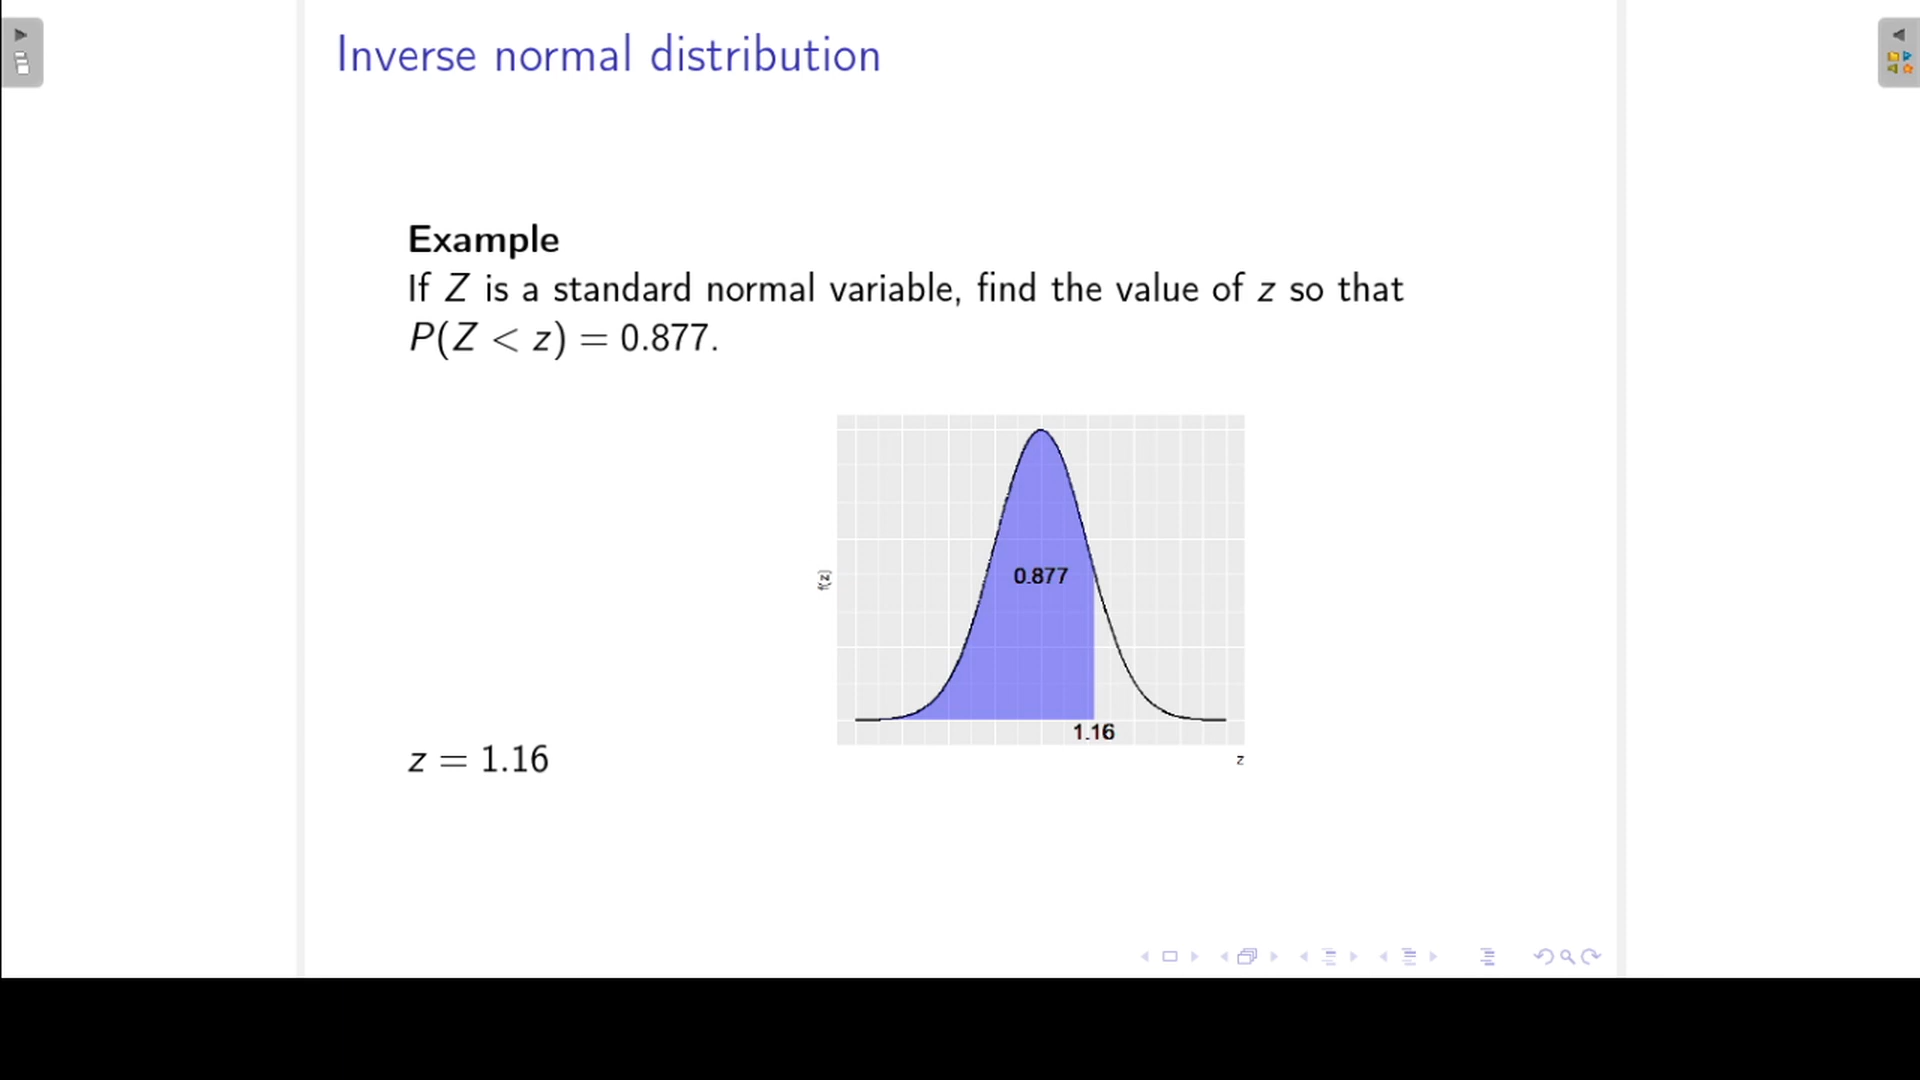 Inverse normal distribution
Example
If Z is a standard normal variable, find the value of z so that
P(Z < z) = 0.877.
f(z)
0.877
1.16
z
z = 1.16